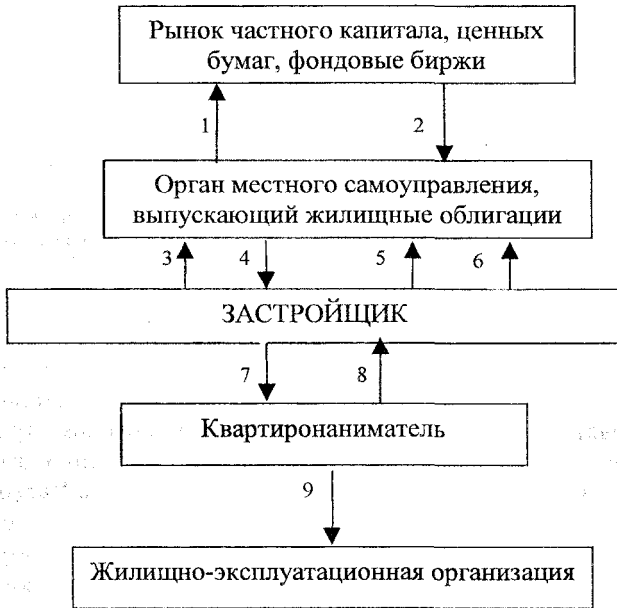 Рынок частного капитала, ценных
бумаг, фондовые биржи
1 2
Орган местного самоуправления,
выпускающий жилищные облигации
3 4 5 6
ЗАСТРОЙЩИК
7 8
Квартиронаниматель
9
Жилищно-эксплуатационная организация